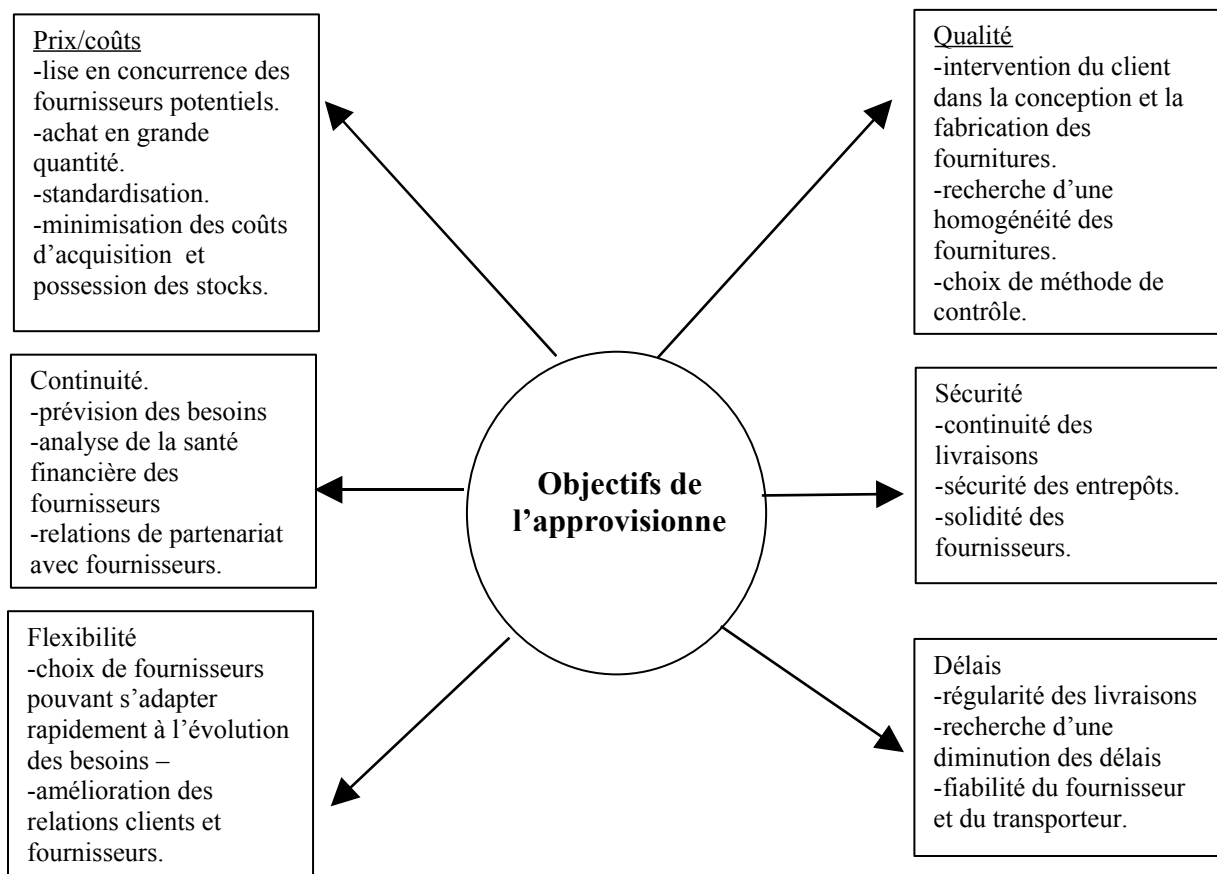 Prix/coûts
-lise en concurrence des
fournisseurs potentiels.
-achat en grande
quantité.
-standardisation.
-minimisation des coûts
d’acquisition et
possession des stocks.
Qualité
-intervention du client
dans la conception et la
fabrication des
fournitures.
-recherche d’une
homogénéité des
fournitures.
-choix de méthode de
contrôle.
Continuité.
-prévision des besoins
-analyse de la santé
financière des
fournisseurs
-relations de partenariat
avec fournisseurs.
Objectifs de
l’approvisionne
Sécurité
-continuité des
livraisons
-sécurité des entrepôts.
-solidité des
fournisseurs.
Flexibilité
-choix de fournisseurs
pouvant s’adapter
rapidement à l’évolution
des besoins –
-amélioration des
relations clients et
fournisseurs.
Délais
-régularité des livraisons
-recherche d’une
diminution des délais
-fiabilité du fournisseur
et du transporteur.